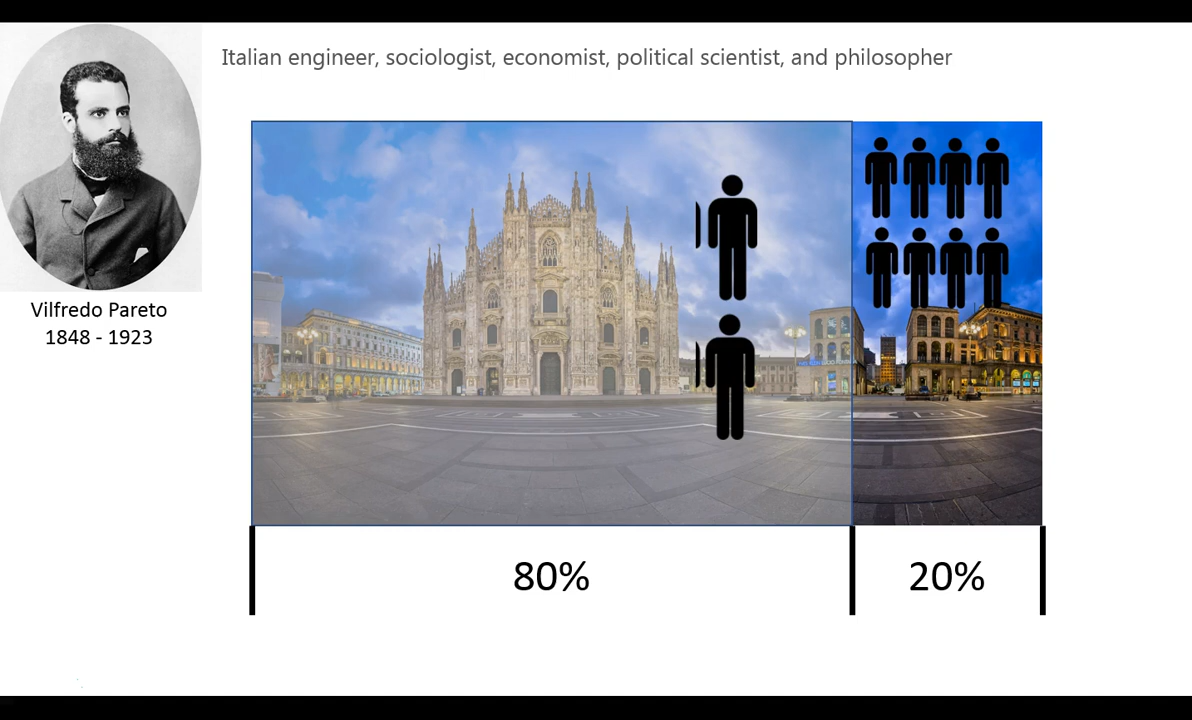 Italian engineer, sociologist, economist, political scientist, and philosopher
Vilfredo Pareto
1848 - 1923
80%
20%